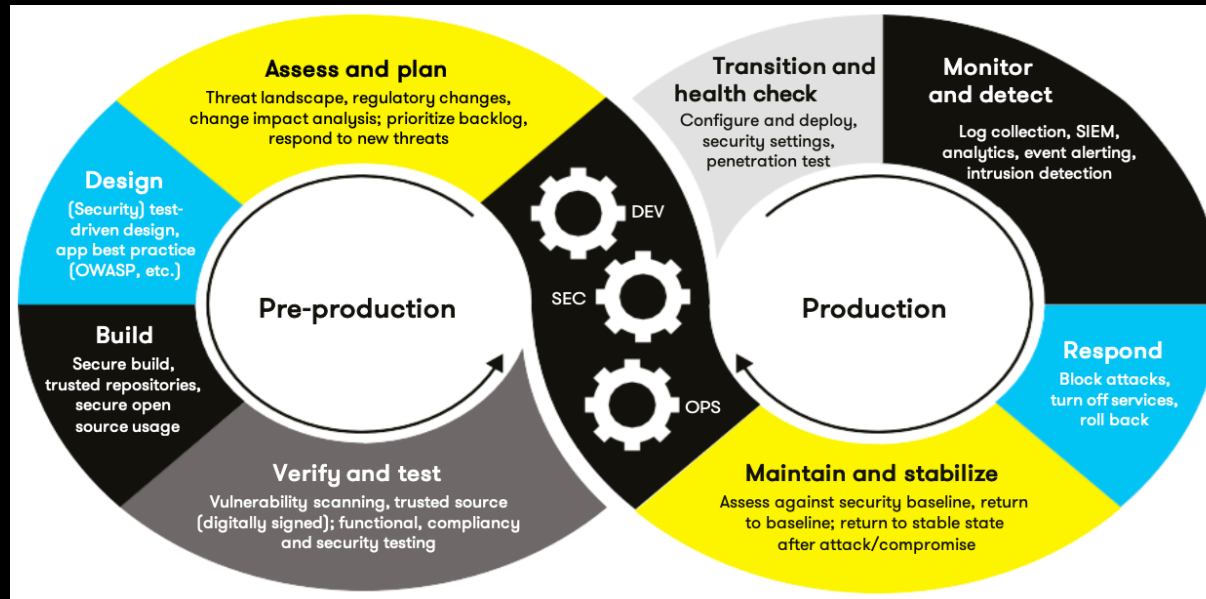 Assess and plan
Threat landscape, regulatory changes,
change impact analysis; prioritize backlog,
respond to new threats
Design
(Security) test-
driven design,
app best practice
(OWASP, etc.)
Build
Secure build,
trusted repositories,
secure open
source usage
Verify and test
Vulnerability scanning, trusted source
(digitally signed); functional, compliancy
and security testing
Pre-production
DEV
SEC
OPS
Transition and
health check
Configure and deploy,
security settings,
penetration test
Monitor
and detect
Log collection, SIEM,
analytics, event alerting,
intrusion detection
Respond
Block attacks,
turn off services,
roll back
Maintain and stabilize
Assess against security baseline, return
to baseline; return to stable state
after attack/compromise
Production